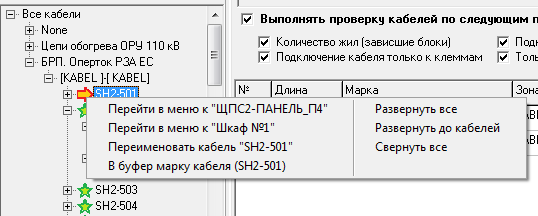 Все кабели
None
Цепи обогрева ОРУ 110 кВ
БРП. Оперток РЗА ЕС
[KABEL ]-[ KABEL]
SH2-501
Перейти в меню к "ЩПС2-ПАНЕЛЬ_П4"
Перейти в меню к "Шкаф №1"
Переименовать кабель "SH2-501"
В буфер марку кабеля (SH2-501)
Развернуть все
Развернуть до кабелей
Свернуть все
SH2-503
SH2-504
Выполнять проверку кабелей по следующим п
Количество жил (зависшие блоки)
Под
Подключение кабеля только к клеммам
Толь
№
Длина
Марка
Зона